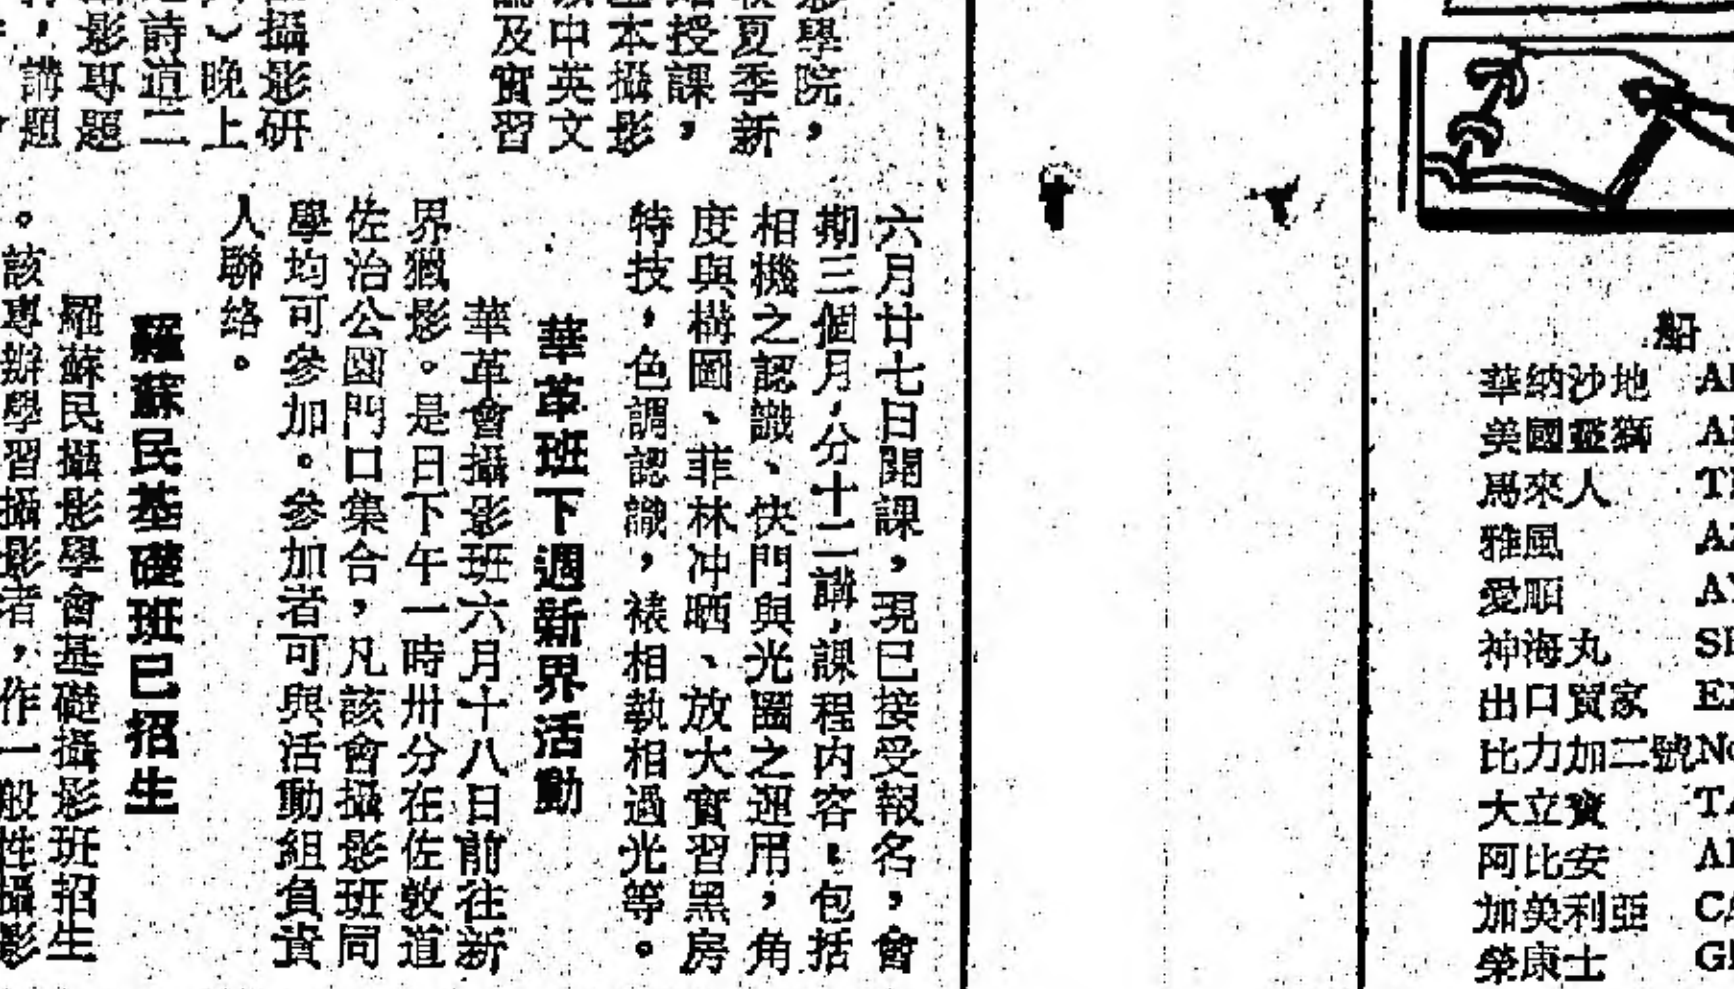 影學院，
夏季新
授課，
本攝影
中英文
及實習
攝影研
晚上
詩道二
影專題
，講題
六月廿七日開課，現已接受報名，會
期三個月，分十二講，課程內容：包括
相機之認識、快門與光圈之運用，角
度與構圖、菲林冲晒、放大實習黑房
特技，色調認識，裱相執相過光等。
華革班下週新界活動
華革會攝影班六月十八日前往新
界獵影。是日下午一時卅分在佐敦道
佐治公園門口集合，凡該會攝影班同
學均可參加。參加者可與活動組負責
人聯絡。
羅蘇民基礎班已招生
羅蘇民攝影學會基礎攝影班招生
。該專辦學習攝影者，作一般性攝影
船
華纳沙地
美國獅
馬來人 T
雅風
愛順
神海丸
出口貿家
比力加二號 No
大立寶 T
阿比安
加美利亞
榮康士